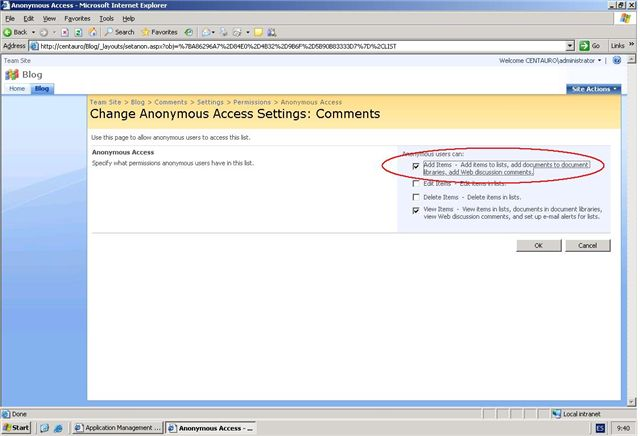 Anonymous Access - Microsoft Internet Explorer
File Edit View Favorites Tools Help
Back Search Favorites
Address http://centauro/Blog/_layouts/setanon.aspx?obj=%7BA86296A7%2D84E0%2D4B32%2D9B6F%2D5B90B83333D7%7D%2CLIST Go Links »
Team Site Welcome CENTAURO\administrator
Blog
Home Blog Site Actions
Team Site > Blog > Comments > Settings > Permissions > Anonymous Access
Change Anonymous Access Settings: Comments
Use this page to allow anonymous users to access this list.
Anonymous Access
Specify what permissions anonymous users have in this list.
Anonymous users can:
Add Items - Add items to lists, add documents to document
libraries, add Web discussion comments.
Edit Items - Edit items in lists.
Delete Items - Delete items in lists.
View Items - View items in lists, documents in document libraries,
view Web discussion comments, and set up e-mail alerts for lists.
OK Cancel
Done Local intranet
Start Application Management ... Anonymous Access - ... ES 9:40